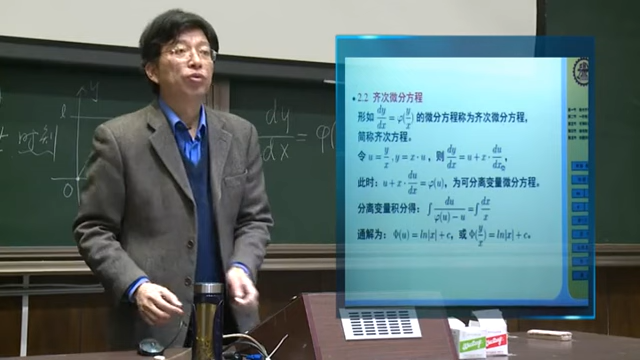 2.2 齐次微分方程
形如 dy/dx = φ(y/x) 的微分方程称为齐次微分方程,
简称齐次方程。
令 u = y/x, y = x · u, 则 dy/dx = u + x · du/dx,
此时: u + x · du/dx = φ(u), 为可分离变量微分方程。
分离变量积分得: ∫ du/(φ(u) − u) = ∫ dx/x
通解为: Φ(u) = ln|x| + c, 或 Φ(y/x) = ln|x| + c,
y
l
时刻
0
dy/dx = φ(